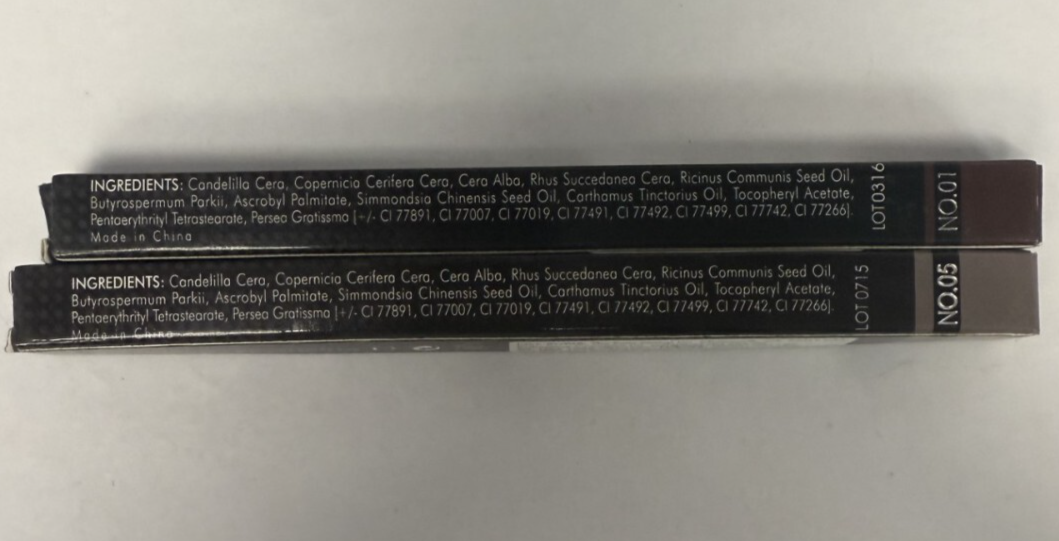 INGREDIENTS: Candelilla Cera, Copernicia Cerifera Cera, Cera Alba, Rhus Succedanea Cera, Ricinus Communis Seed Oil,
Butyrospermum Parkii, Ascrobyl Palmitate, Simmondsia Chinensis Seed Oil, Carthamus Tinctorius Oil, Tocopheryl Acetate,
Pentaerythrityl Tetrastearate, Persea Gratissma [+/- CI 77891, CI 77007, CI 77019, CI 77491, CI 77492, CI 77499, CI 77742, CI 77266].
Made in China
LOT0316
NO.01
INGREDIENTS: Candelilla Cera, Copernicia Cerifera Cera, Cera Alba, Rhus Succedanea Cera, Ricinus Communis Seed Oil,
Butyrospermum Parkii, Ascrobyl Palmitate, Simmondsia Chinensis Seed Oil, Carthamus Tinctorius Oil, Tocopheryl Acetate,
Pentaerythrityl Tetrastearate, Persea Gratissma [+/- CI 77891, CI 77007, CI 77019, CI 77491, CI 77492, CI 77499, CI 77742, CI 77266].
Made in China
LOT 0715
NO.05